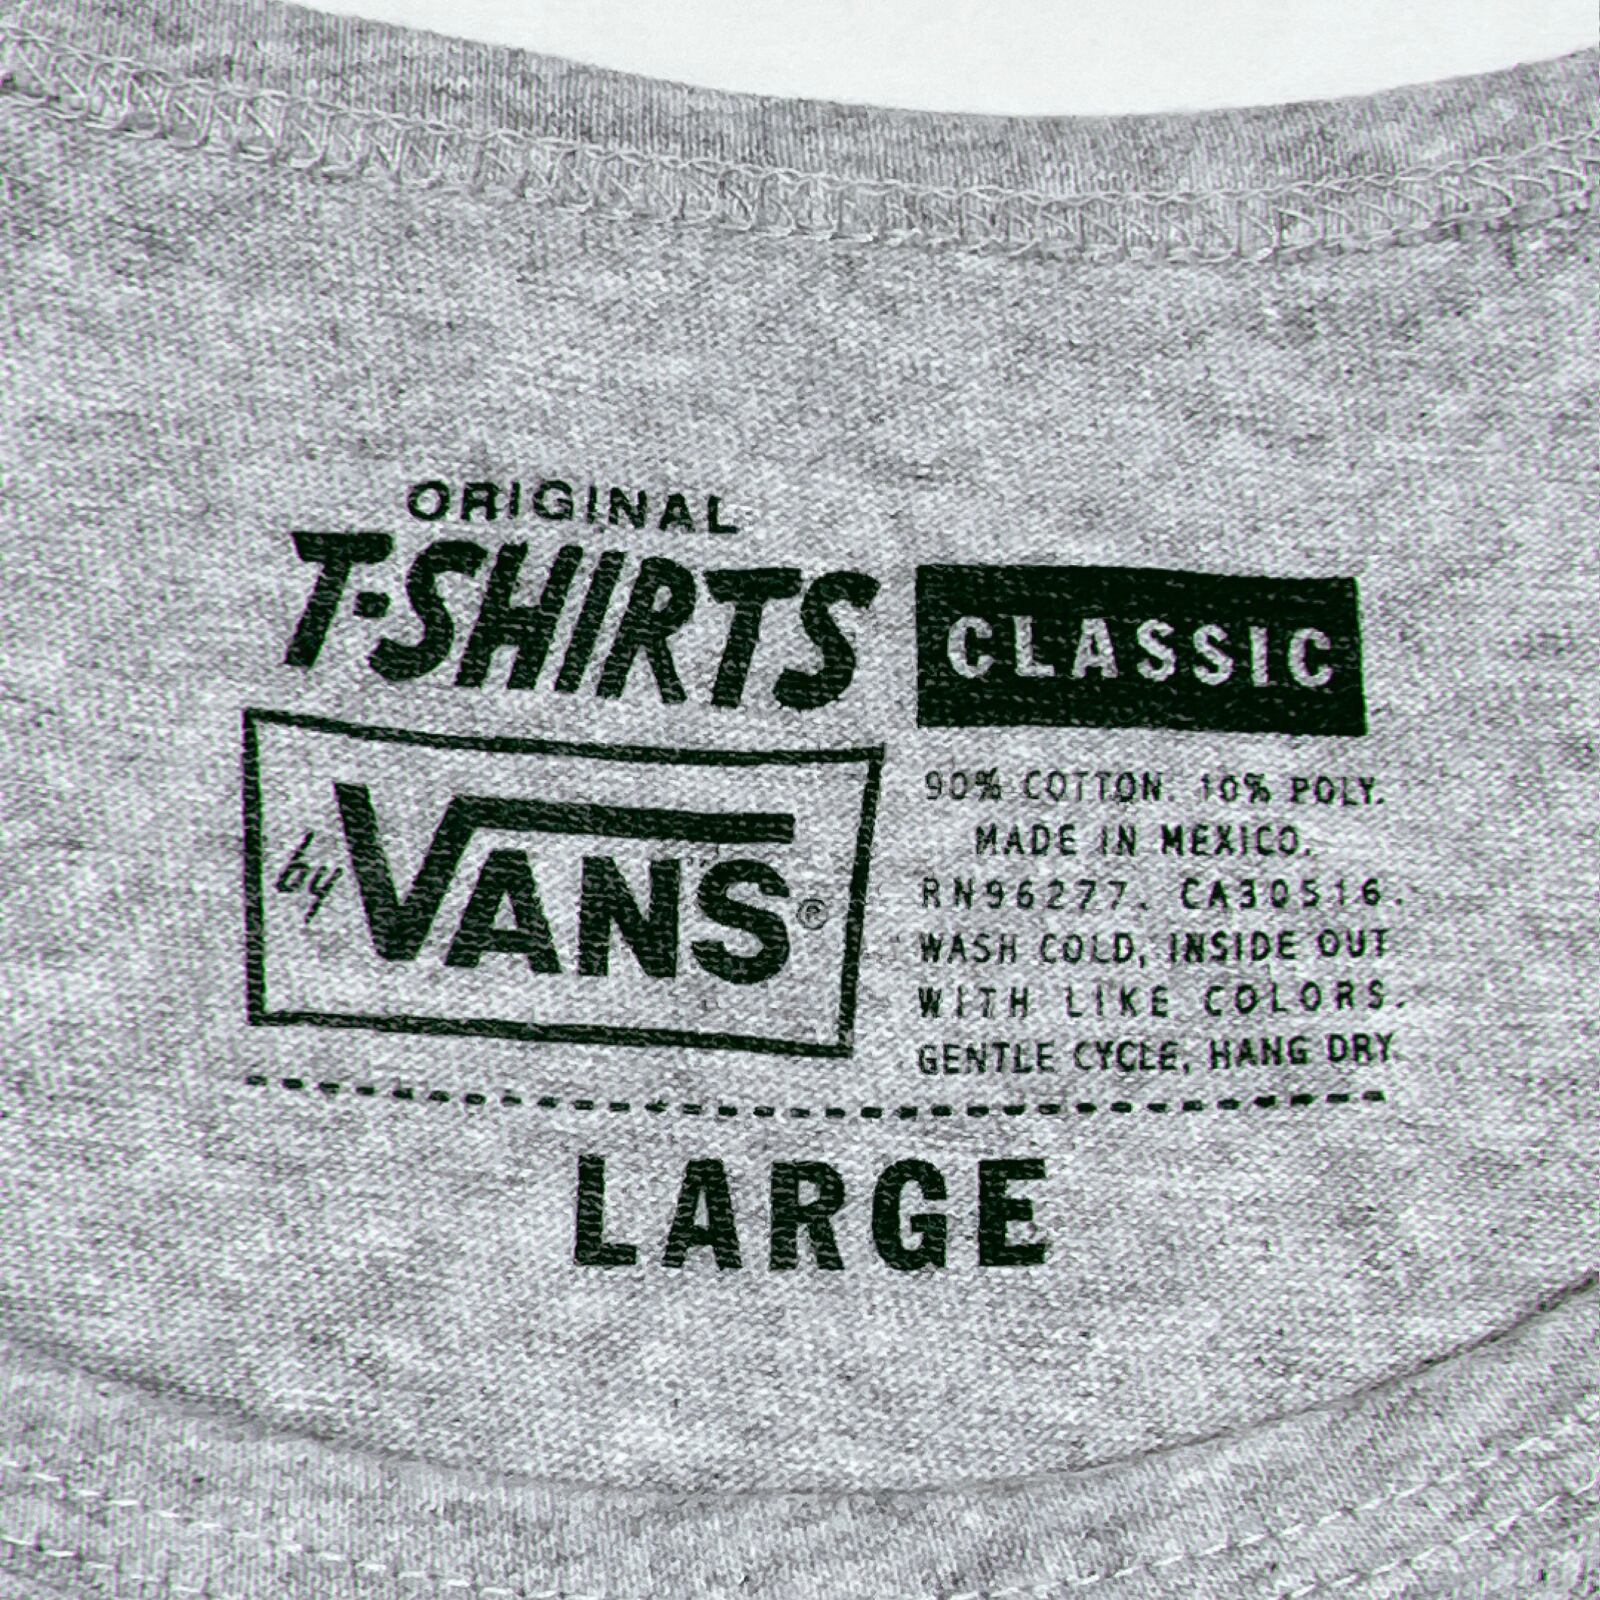 ORIGINAL
T-SHIRTS
by VANS®
CLASSIC
90% COTTON. 10% POLY.
MADE IN MEXICO.
RN96277. CA30516.
WASH COLD, INSIDE OUT
WITH LIKE COLORS.
GENTLE CYCLE, HANG DRY
LARGE